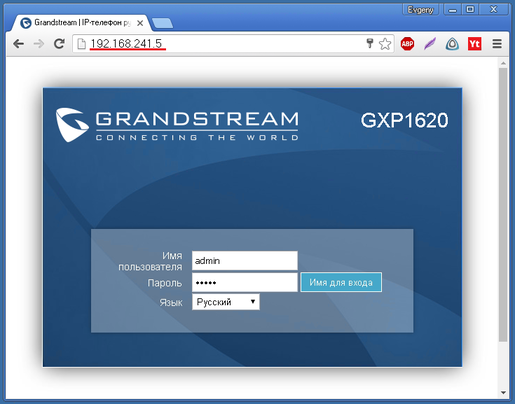 Evgeny
Grandstream | IP-телефон ру
192.168.241.5
ABP
Yt
GRANDSTREAM
CONNECTING THE WORLD
GXP1620
Имя
пользователя
admin
Пароль
•••••
Имя для входа
Язык
Русский